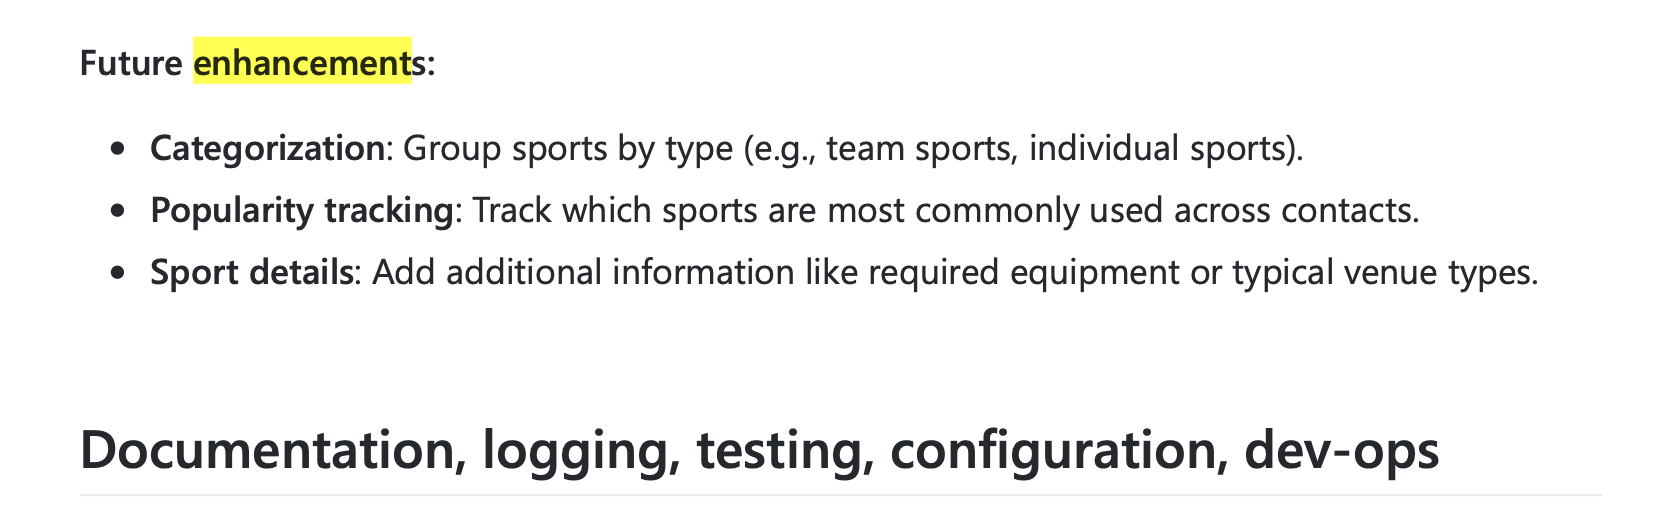 Future enhancements:
• Categorization: Group sports by type (e.g., team sports, individual sports).
• Popularity tracking: Track which sports are most commonly used across contacts.
• Sport details: Add additional information like required equipment or typical venue types.
Documentation, logging, testing, configuration, dev-ops